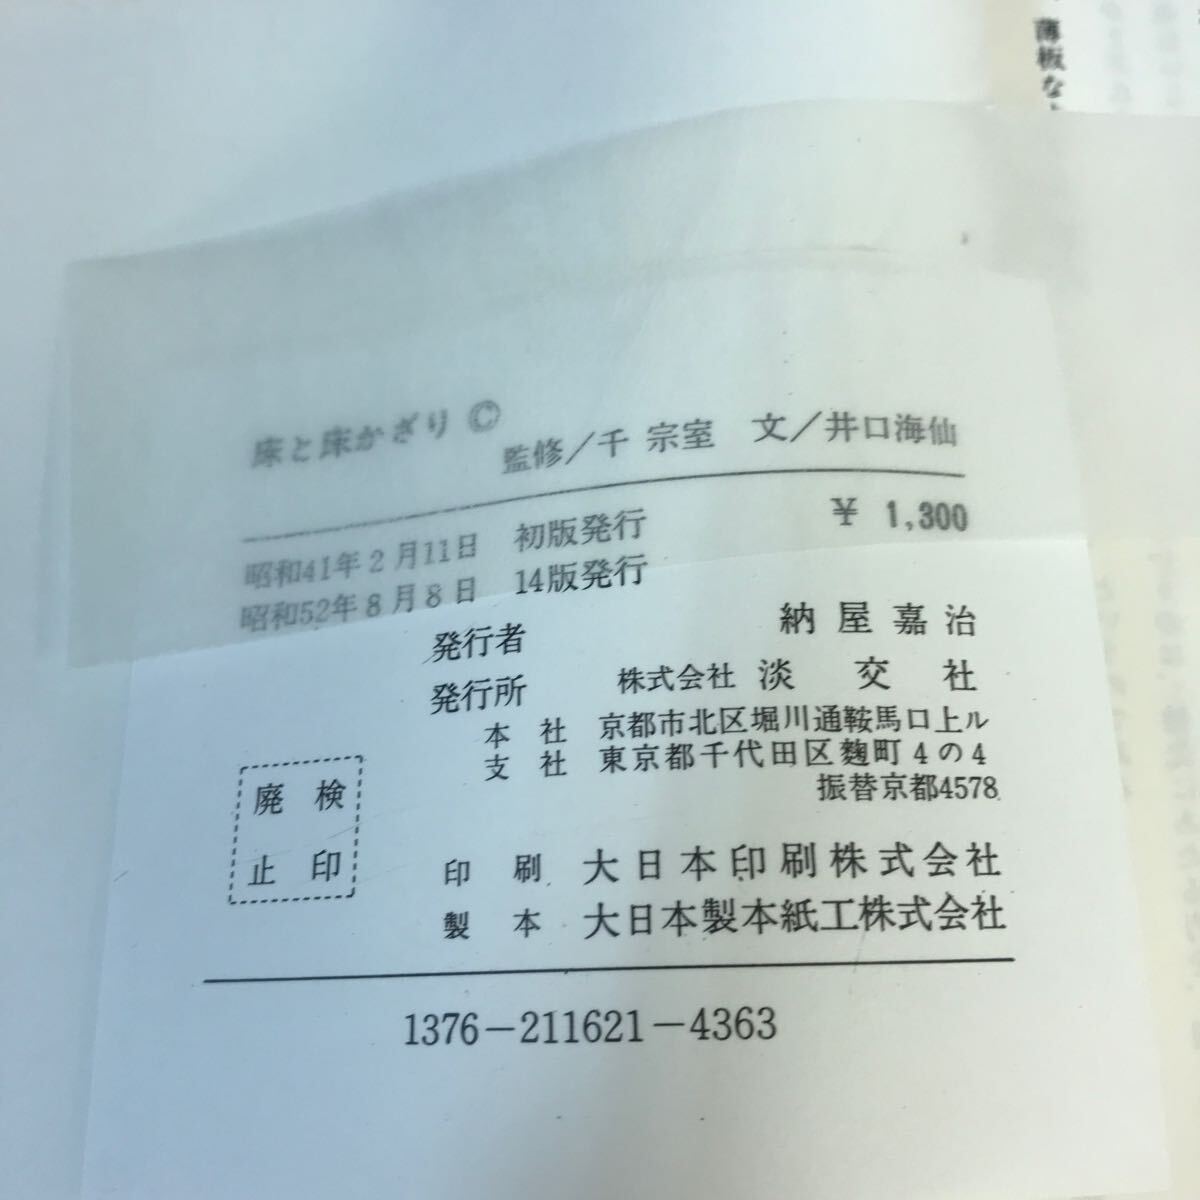 薄板な
床と床かざり ©
監修／千 宗室　文／井口海仙
昭和41年2月11日　初版発行　￥ 1,300
昭和52年8月8日　14版発行
発行者　納屋嘉治
発行所　株式会社 淡交社
本社　京都市北区堀川通鞍馬口上ル
支社　東京都千代田区麹町4の4
振替京都4578
検印
廃止
印刷　大日本印刷株式会社
製本　大日本製本紙工株式会社
1376-211621-4363